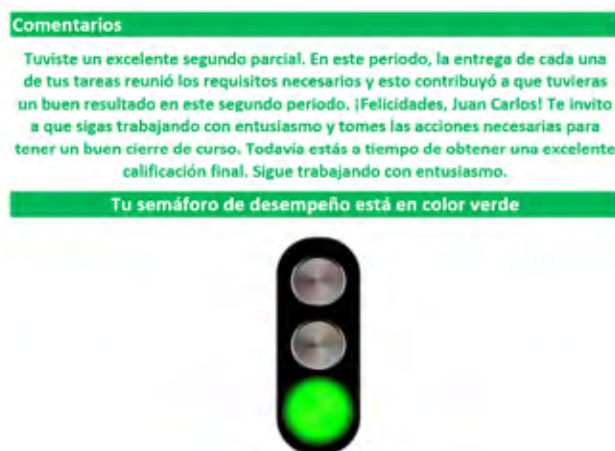 Comentarios
Tuviste un excelente segundo parcial. En este periodo, la entrega de cada una
de tus tareas reunió los requisitos necesarios y esto contribuyó a que tuvieras
un buen resultado en este segundo periodo. ¡Felicidades, Juan Carlos! Te invito
a que sigas trabajando con entusiasmo y tomes las acciones necesarias para
tener un buen cierre de curso. Todavía estás a tiempo de obtener una excelente
calificación final. Sigue trabajando con entusiasmo.
Tu semáforo de desempeño está en color verde